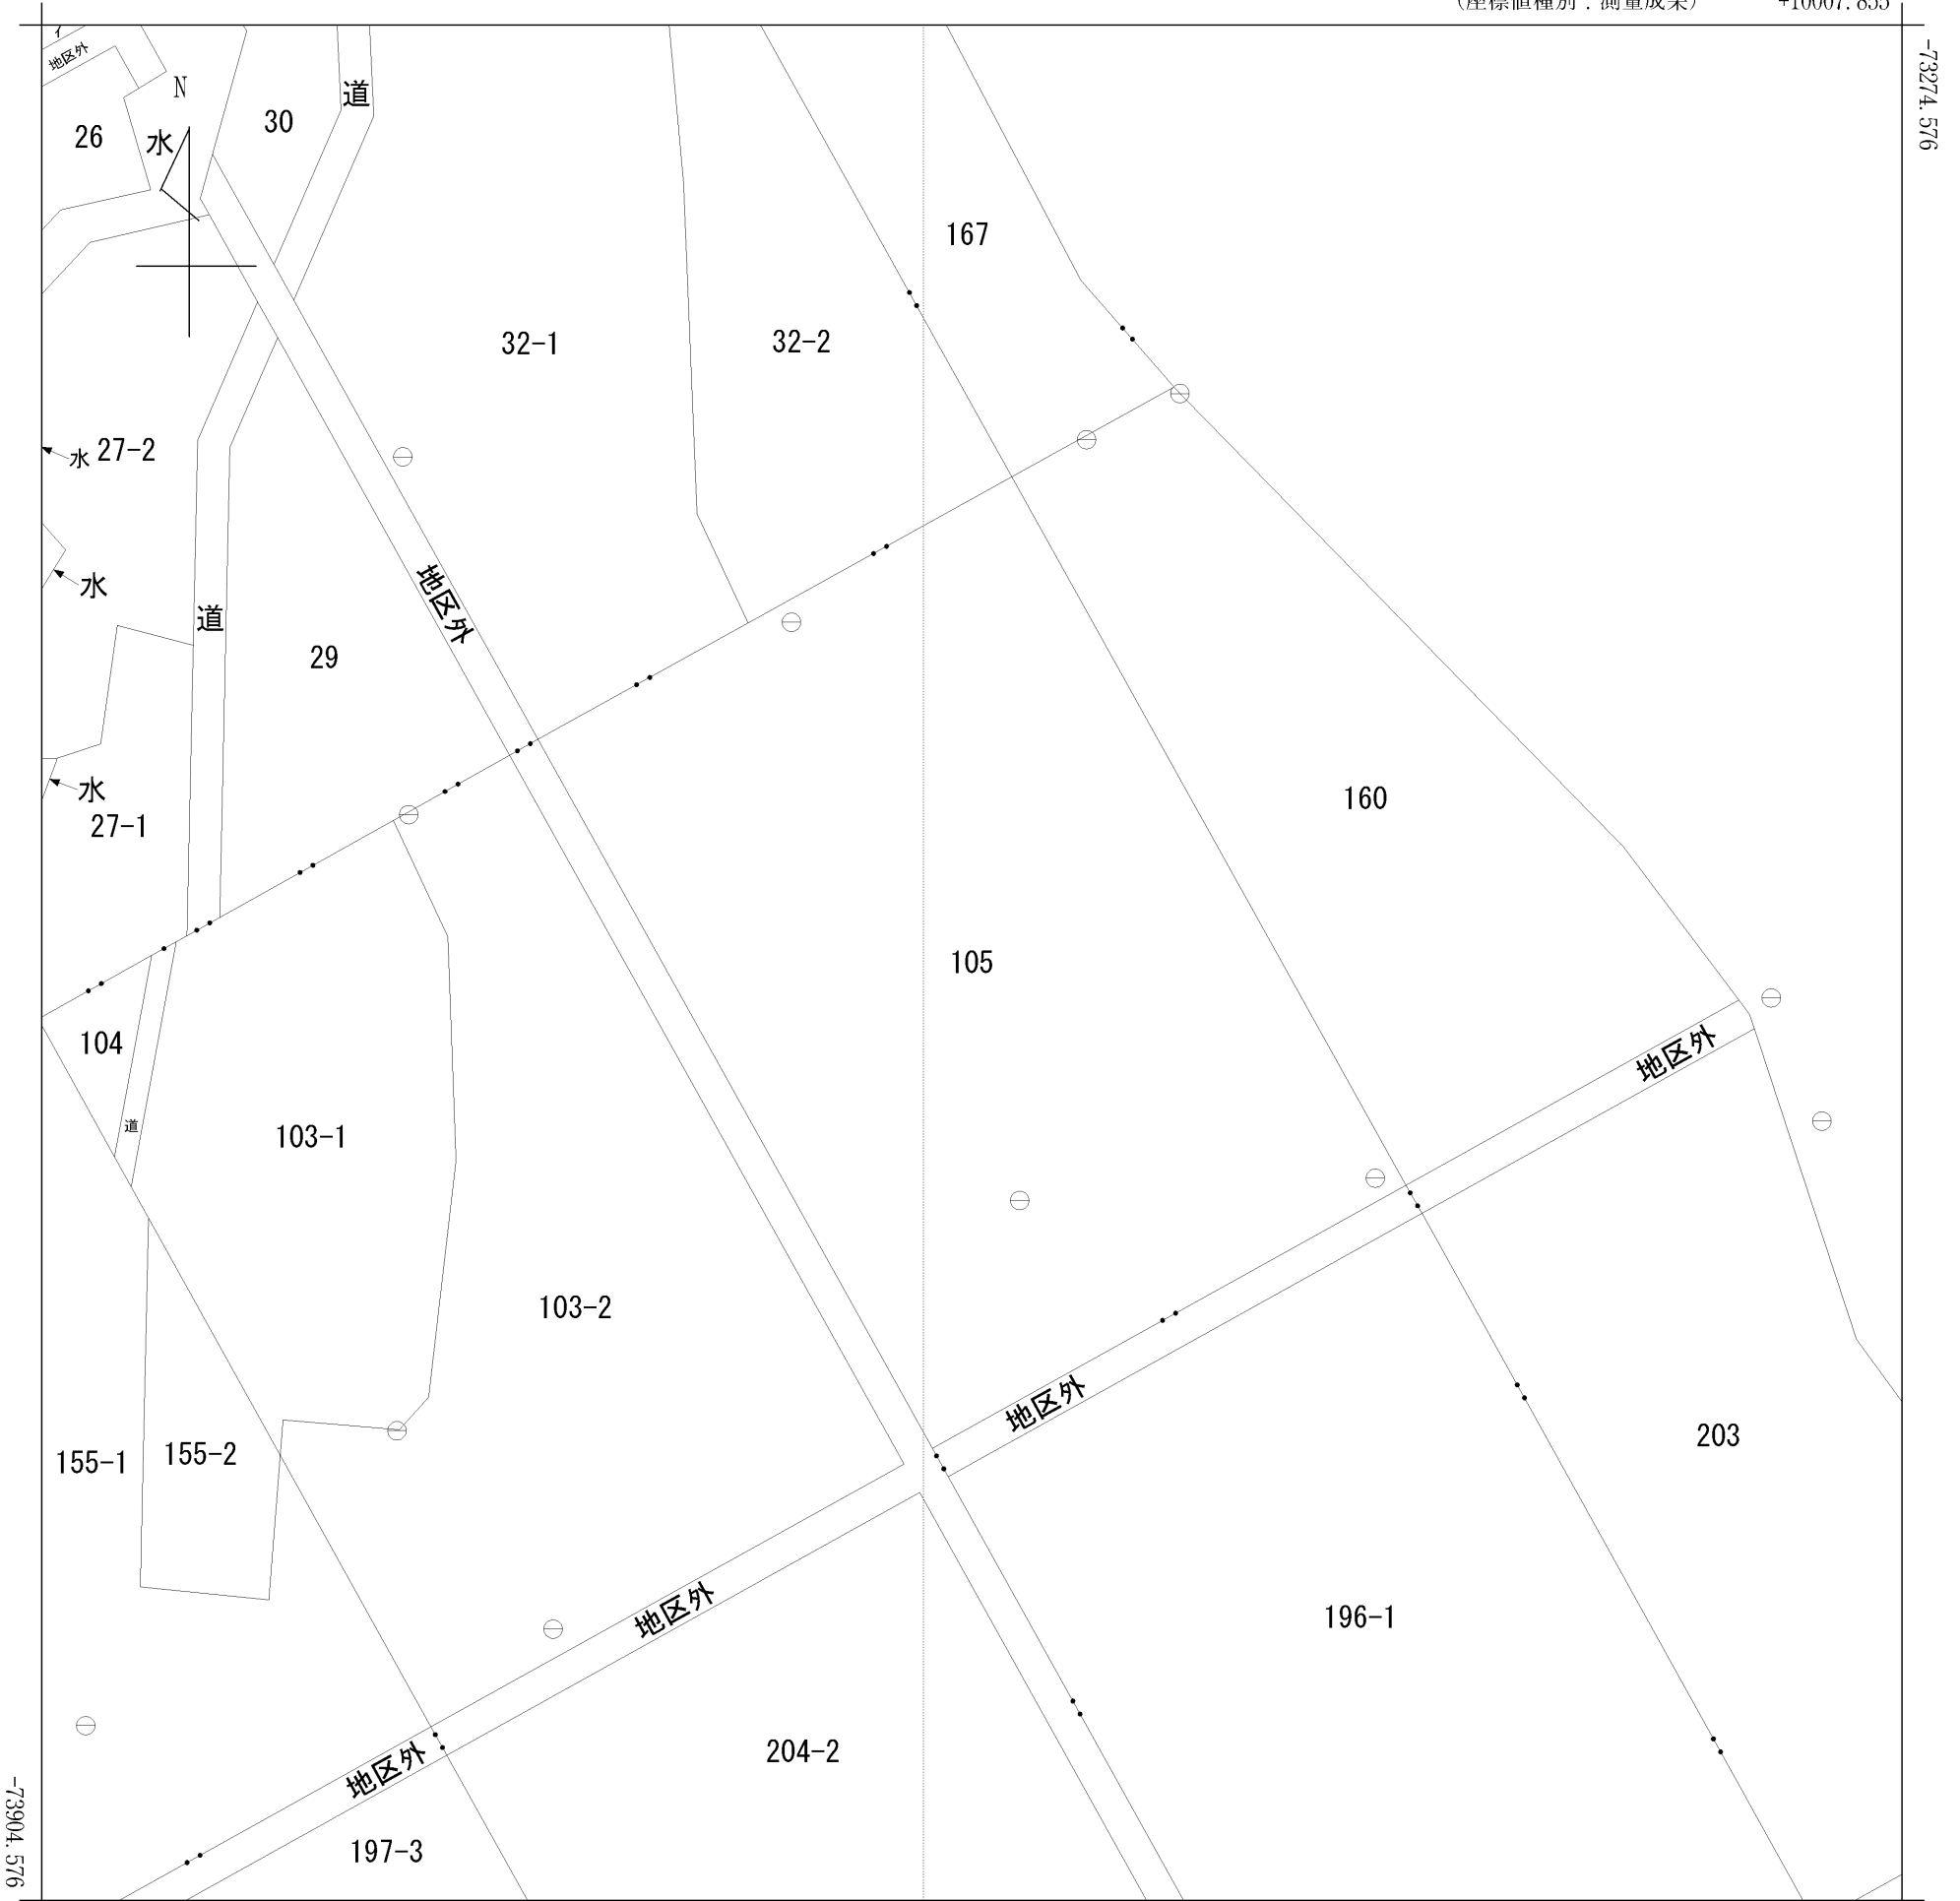 (座標値種別：測量成果) +10007.855
-73274.576
イ
地区外
N
道
30
26
水
167
32-1
32-2
水 27-2
水
地区外
道
29
水
27-1
160
105
104
地区外
道
103-1
103-2
地区外
203
155-1
155-2
地区外
196-1
204-2
地区外
-73904.576
197-3